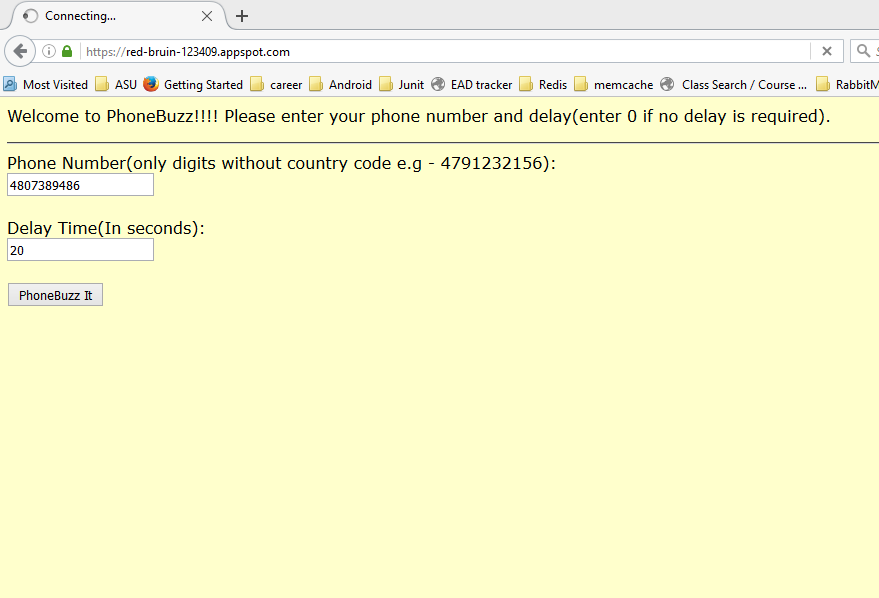 Connecting...
https://red-bruin-123409.appspot.com
Most Visited ASU Getting Started career Android Junit EAD tracker Redis memcache Class Search / Course ... RabbitM
Welcome to PhoneBuzz!!!! Please enter your phone number and delay(enter 0 if no delay is required).
Phone Number(only digits without country code e.g - 4791232156):
4807389486
Delay Time(In seconds):
20
PhoneBuzz It